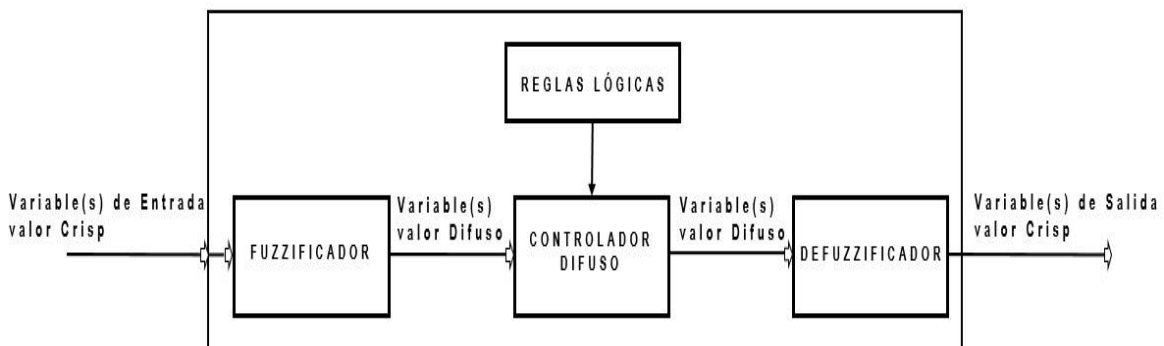 REGLAS LÓGICAS
Variable(s) de Entrada
valor Crisp
FUZZIFICADOR
Variable(s)
valor Difuso
CONTROLADOR
DIFUSO
Variable(s)
valor Difuso
DEFUZZIFICADOR
Variable(s) de Salida
valor Crisp